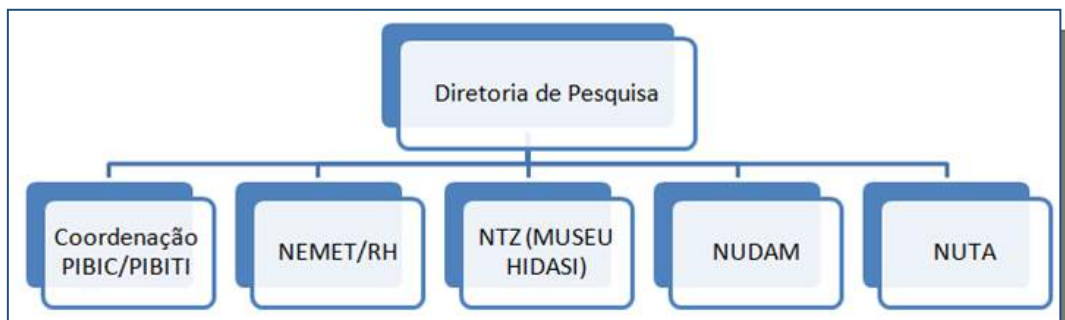 Diretoria de Pesquisa
Coordenação
PIBIC/PIBITI
NEMET/RH
NTZ (MUSEU
HIDASI)
NUDAM
NUTA